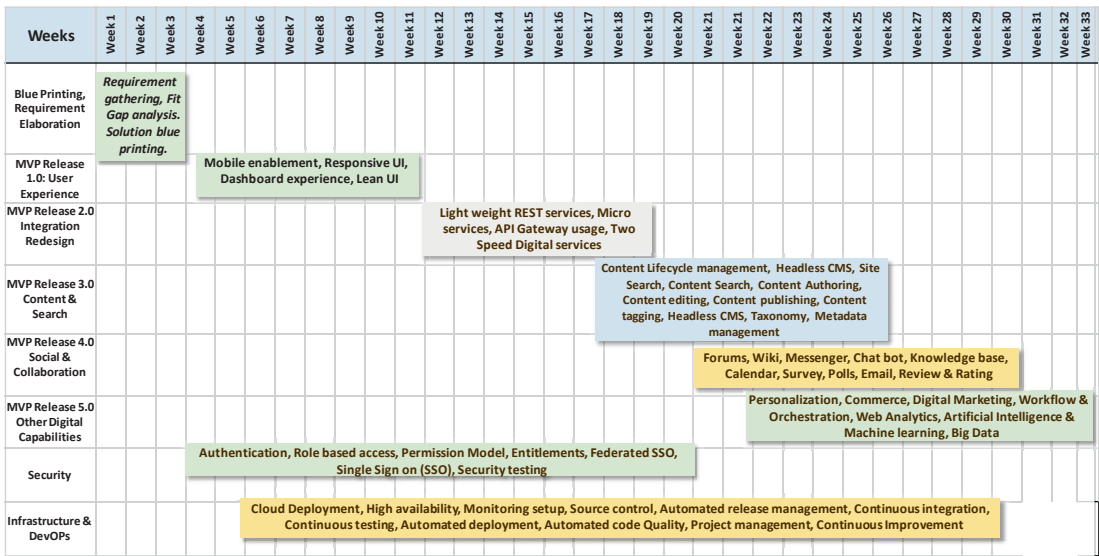 Weeks
Week 1
Week 2
Week 3
Week 4
Week 5
Week 6
Week 7
Week 8
Week 9
Week 10
Week 11
Week 12
Week 13
Week 14
Week 15
Week 16
Week 17
Week 18
Week 19
Week 20
Week 21
Week 21
Week 22
Week 23
Week 24
Week 25
Week 26
Week 27
Week 28
Week 29
Week 30
Week 31
Week 32
Week 33
Blue Printing,
Requirement
Elaboration
Requirement
gathering, Fit
Gap analysis.
Solution blue
printing.
MVP Release
1.0: User
Experience
Mobile enablement, Responsive UI,
Dashboard experience, Lean UI
MVP Release 2.0
Integration
Redesign
Light weight REST services, Micro
services, API Gateway usage, Two
Speed Digital services
MVP Release 3.0
Content &
Search
Content Lifecycle management, Headless CMS, Site
Search, Content Search, Content Authoring,
Content editing, Content publishing, Content
tagging, Headless CMS, Taxonomy, Metadata
management
MVP Release 4.0
Social &
Collaboration
Forums, Wiki, Messenger, Chat bot, Knowledge base,
Calendar, Survey, Polls, Email, Review & Rating
MVP Release 5.0
Other Digital
Capabilities
Personalization, Commerce, Digital Marketing, Workflow &
Orchestration, Web Analytics, Artificial Intelligence &
Machine learning, Big Data
Security
Authentication, Role based access, Permission Model, Entitlements, Federated SSO,
Single Sign on (SSO), Security testing
Infrastructure &
DevOPs
Cloud Deployment, High availability, Monitoring setup, Source control, Automated release management, Continuous integration,
Continuous testing, Automated deployment, Automated code Quality, Project management, Continuous Improvement